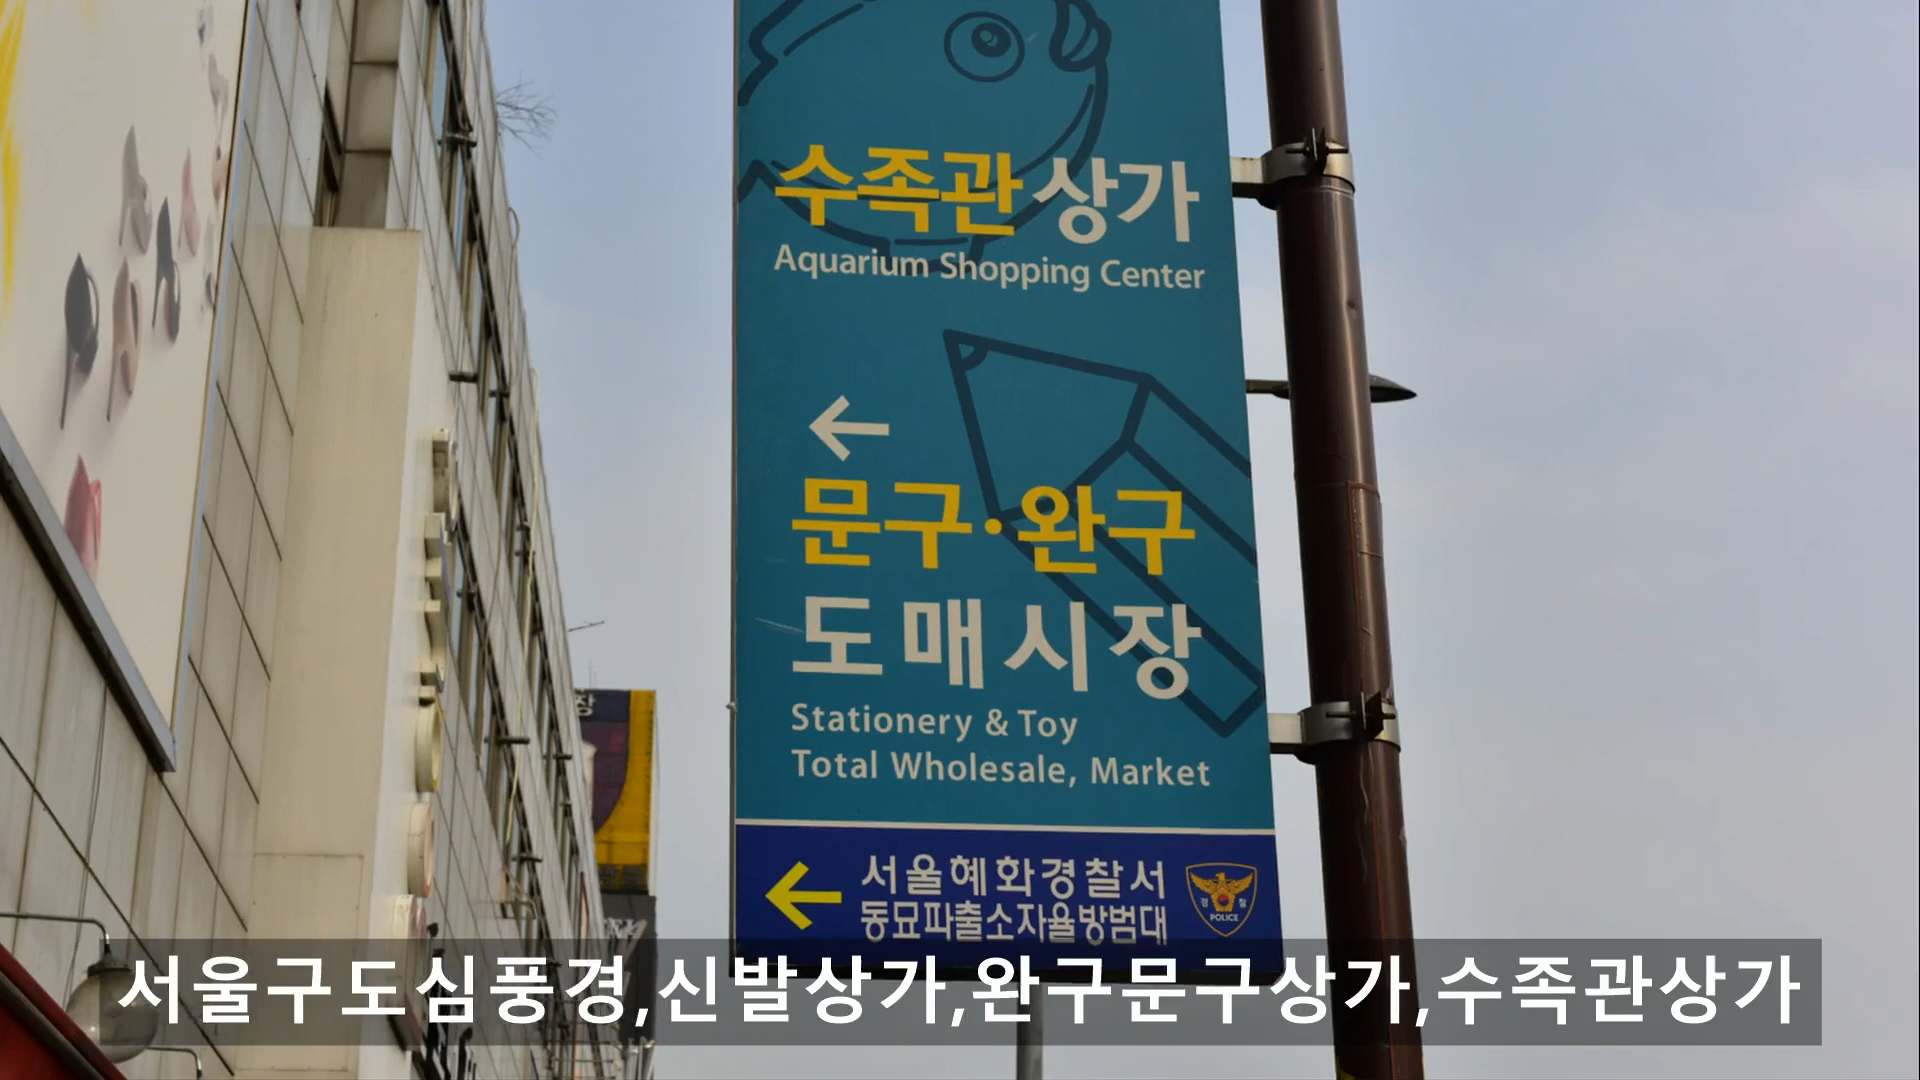 수족관 상가
Aquarium Shopping Center
←
문구·완구
도매시장
Stationery & Toy
Total Wholesale, Market
← 서울혜화경찰서
동묘파출소자율방범대
경찰
POLICE
장
서울구도심풍경,신발상가,완구문구상가,수족관상가